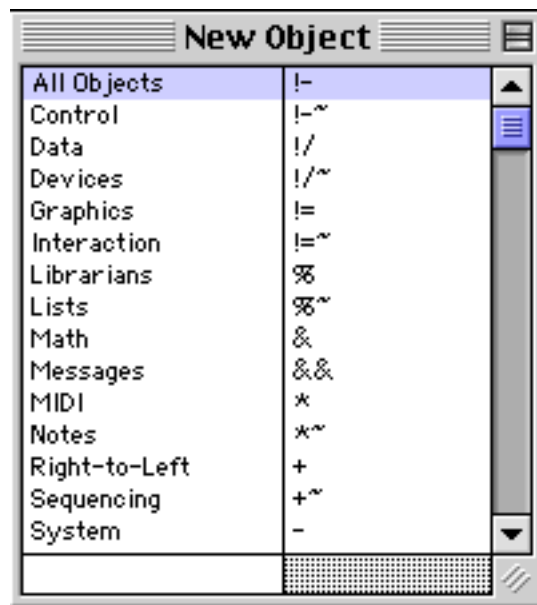 New Object
All Objects !-
Control !-~
Data !/
Devices !/~
Graphics !=
Interaction !=~
Librarians %
Lists %~
Math &
Messages &&
MIDI *
Notes *~
Right-to-Left +
Sequencing +~
System -